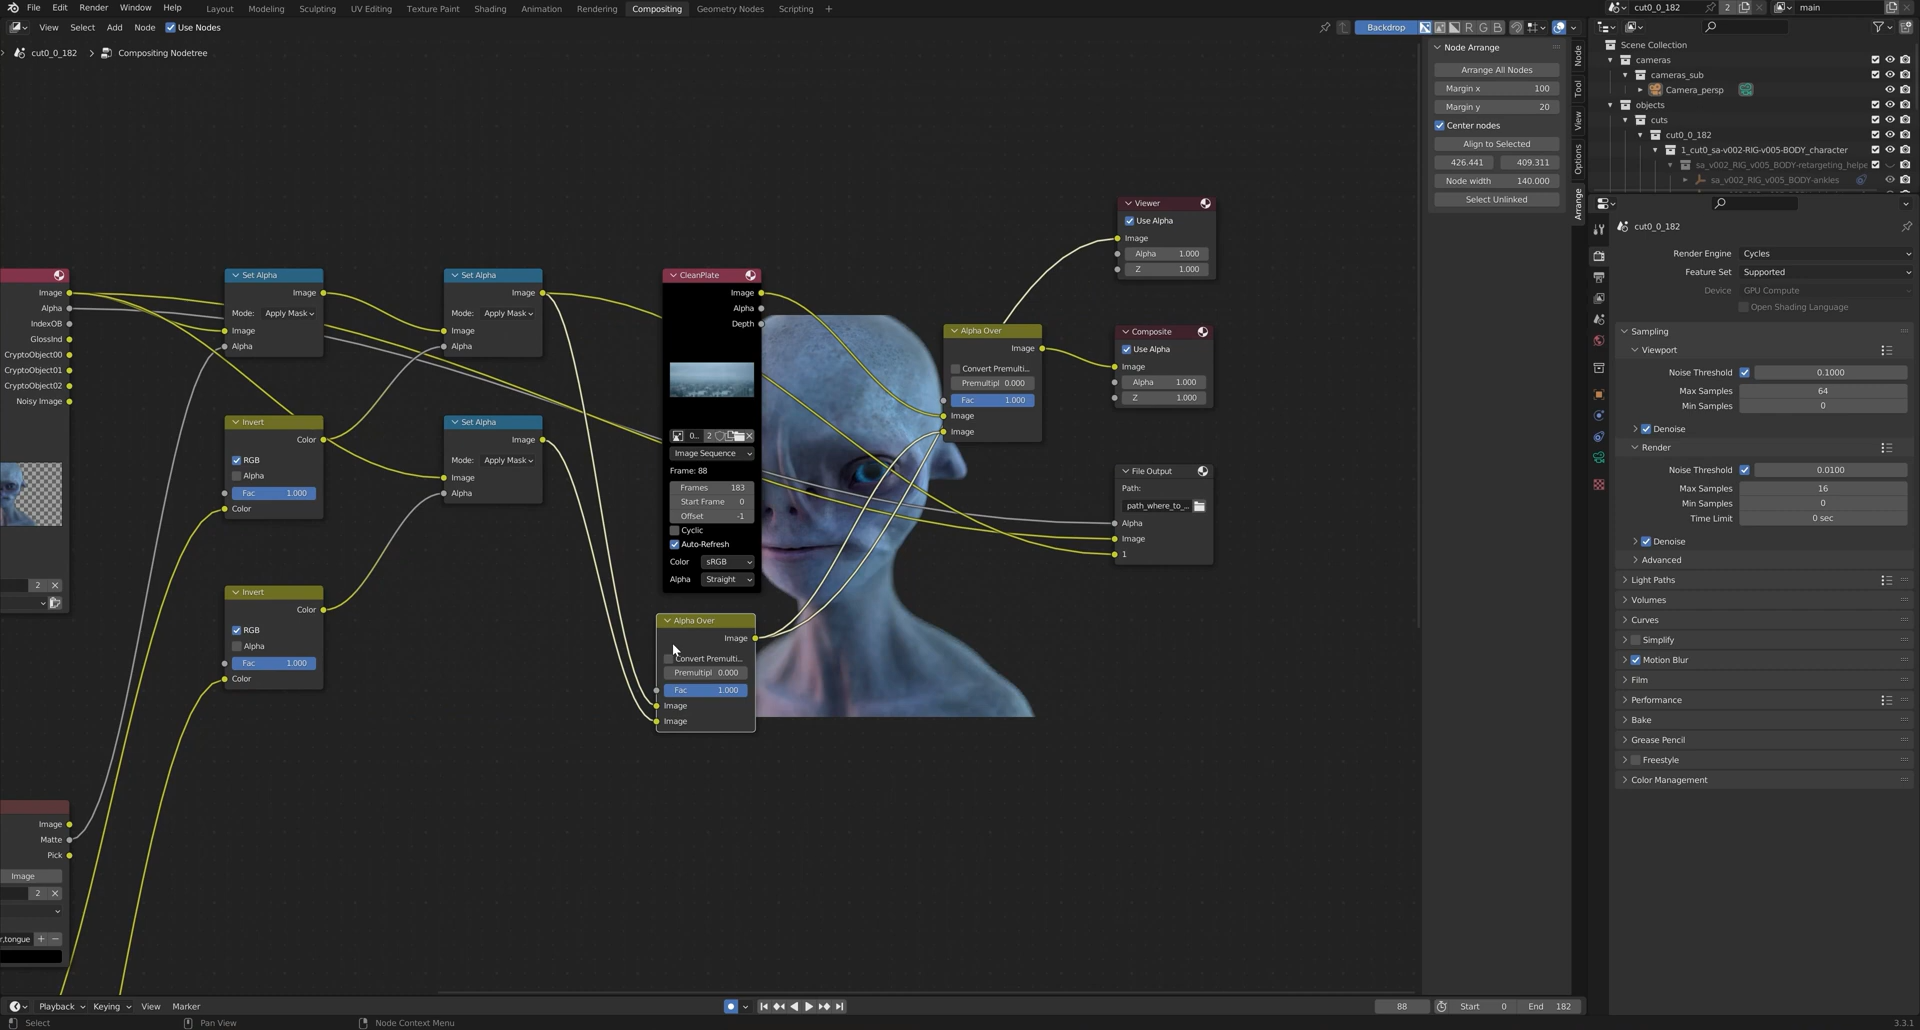 File Edit Render Window Help Layout Modeling Sculpting UV Editing Texture Paint Shading Animation Rendering Compositing Geometry Nodes Scripting + cut0_0_182 2 main
View Select Add Node Use Nodes Backdrop R G B
cut0_0_182 > Compositing Nodetree
Node Arrange
Arrange All Nodes
Margin x 100
Margin y 20
Center nodes
Align to Selected
426.441 409.311
Node width 140.000
Select Unlinked
Node
Tool
View
Options
Arrange
Scene Collection
cameras
cameras_sub
Camera_persp
objects
cuts
cut0_0_182
1_cut0_sa-v002-RIG-v005-BODY_character
sa_v002_RIG_v005_BODY-retargeting_helpe
sa_v002_RIG_v005_BODY-ankles
cut0_0_182
Render Engine Cycles
Feature Set Supported
Device GPU Compute
Open Shading Language
Sampling
Viewport
Noise Threshold 0.1000
Max Samples 64
Min Samples 0
Denoise
Render
Noise Threshold 0.0100
Max Samples 16
Min Samples 0
Time Limit 0 sec
Denoise
Advanced
Light Paths
Volumes
Curves
Simplify
Motion Blur
Film
Performance
Bake
Grease Pencil
Freestyle
Color Management
Image
Alpha
IndexOB
GlossInd
CryptoObject00
CryptoObject01
CryptoObject02
Noisy Image
2
Image
Matte
Pick
Image
2
r,tongue
Set Alpha
Image
Mode: Apply Mask
Image
Alpha
Invert
Color
RGB
Alpha
Fac 1.000
Color
Invert
Color
RGB
Alpha
Fac 1.000
Color
Set Alpha
Image
Mode: Apply Mask
Image
Alpha
Set Alpha
Image
Mode: Apply Mask
Image
Alpha
CleanPlate
Image
Alpha
Depth
0... 2
Image Sequence
Frame: 88
Frames 183
Start Frame 0
Offset -1
Cyclic
Auto-Refresh
Color sRGB
Alpha Straight
Alpha Over
Image
Convert Premulti...
Premultipl 0.000
Fac 1.000
Image
Image
Alpha Over
Image
Convert Premulti...
Premultipl 0.000
Fac 1.000
Image
Image
Viewer
Use Alpha
Image
Alpha 1.000
Z 1.000
Composite
Use Alpha
Image
Alpha 1.000
Z 1.000
File Output
Path:
path_where_to_...
Alpha
Image
1
Playback Keying View Marker 88 Start 0 End 182
Select Pan View Node Context Menu 3.3.1